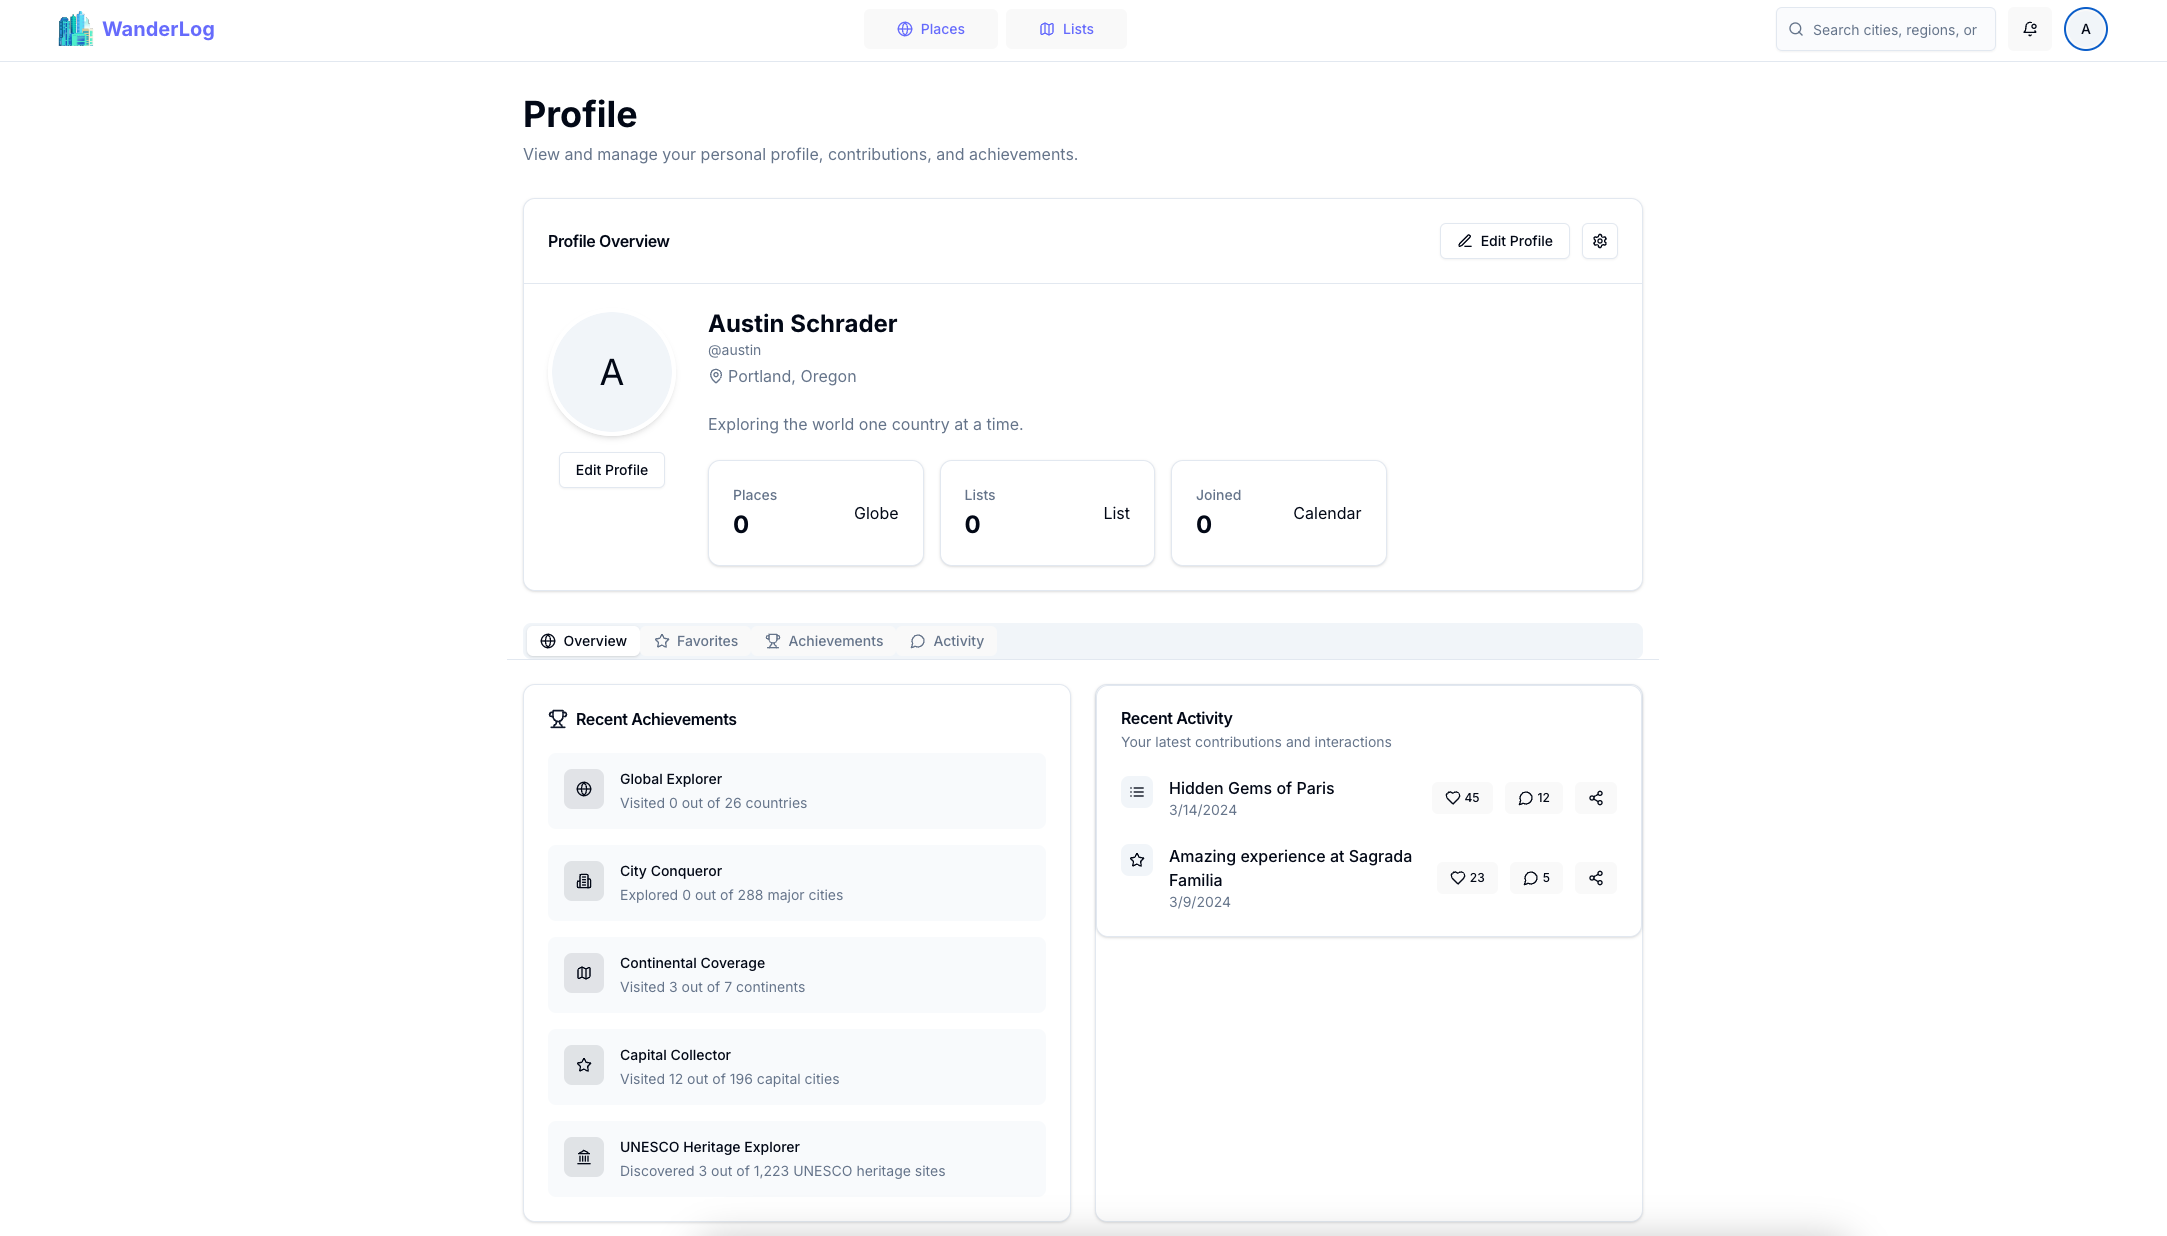 WanderLog
Places
Lists
Search cities, regions, or
A
Profile
View and manage your personal profile, contributions, and achievements.
Profile Overview
Edit Profile
A
Edit Profile
Austin Schrader
@austin
Portland, Oregon
Exploring the world one country at a time.
Places
0
Globe
Lists
0
List
Joined
0
Calendar
Overview
Favorites
Achievements
Activity
Recent Achievements
Global Explorer
Visited 0 out of 26 countries
City Conqueror
Explored 0 out of 288 major cities
Continental Coverage
Visited 3 out of 7 continents
Capital Collector
Visited 12 out of 196 capital cities
UNESCO Heritage Explorer
Discovered 3 out of 1,223 UNESCO heritage sites
Recent Activity
Your latest contributions and interactions
Hidden Gems of Paris
3/14/2024
45
12
Amazing experience at Sagrada
Familia
3/9/2024
23
5